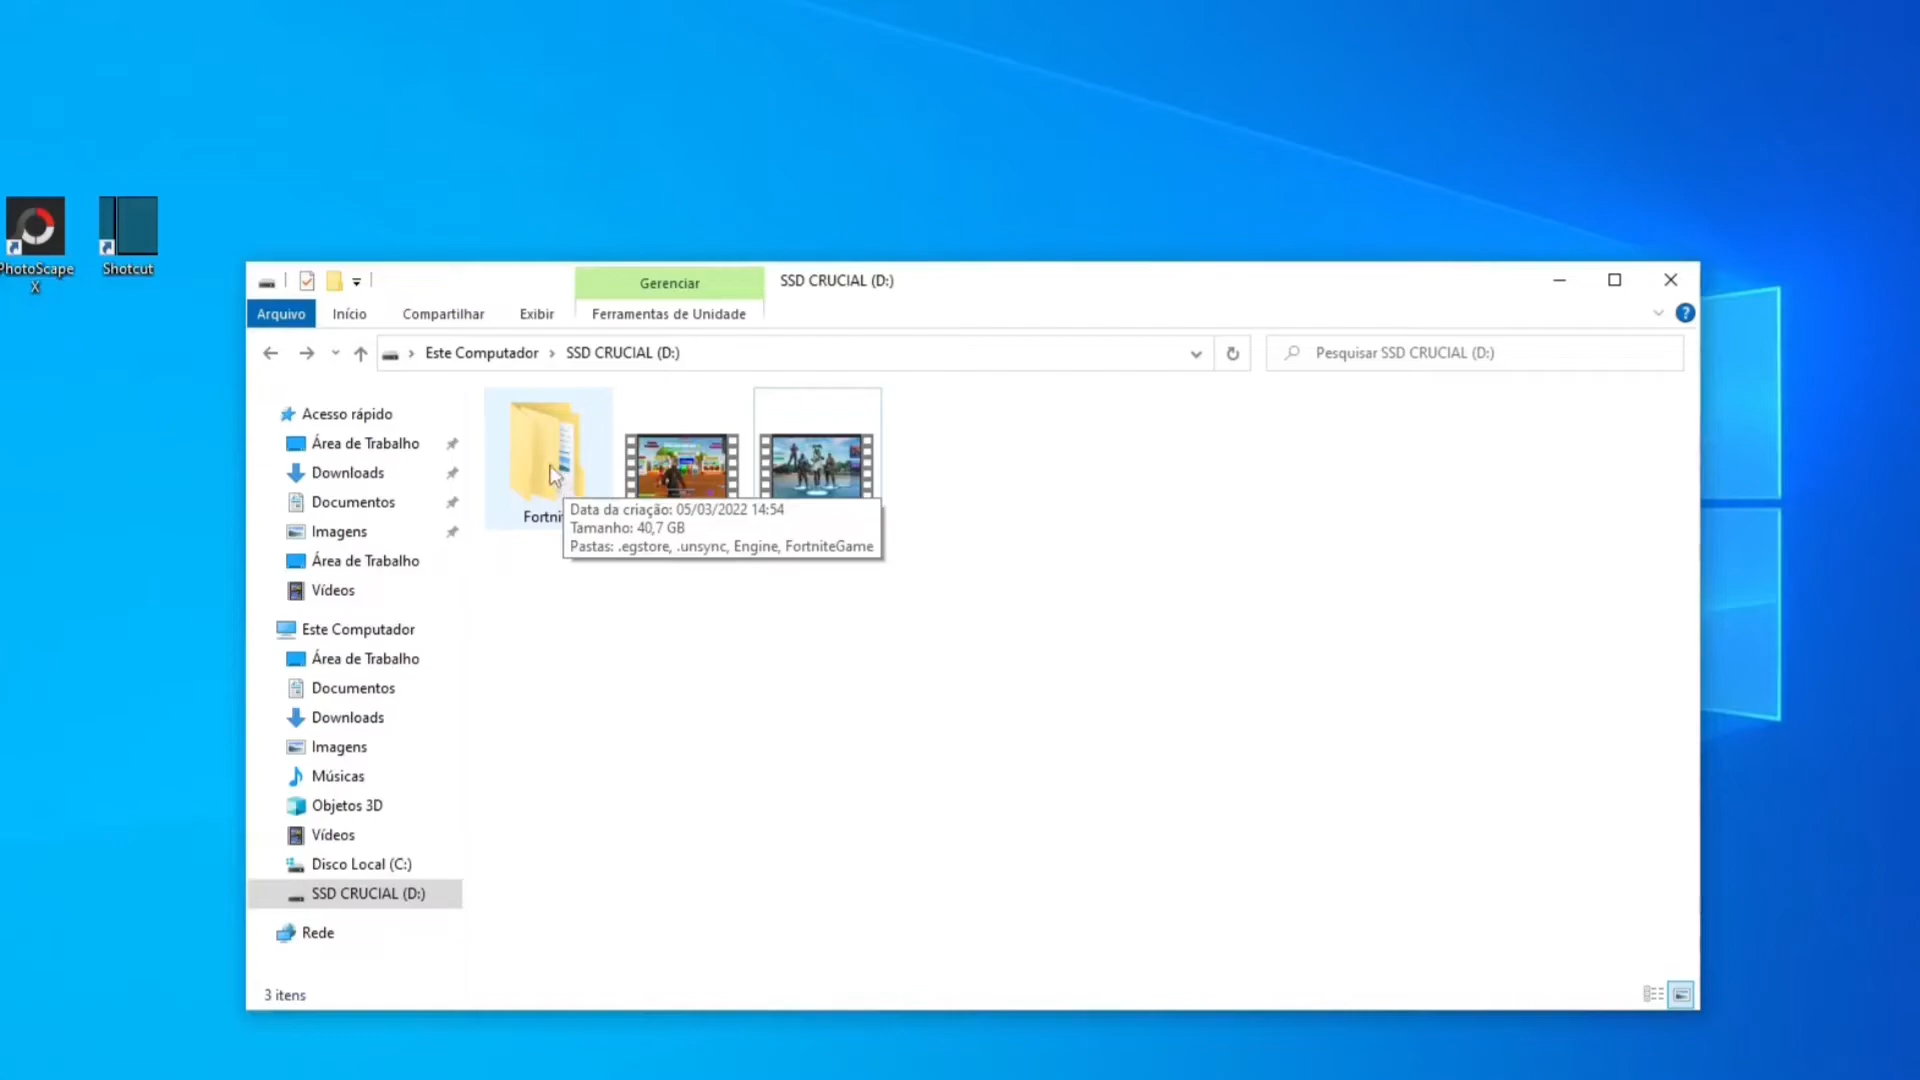 PhotoScape
X
Shotcut
Gerenciar
SSD CRUCIAL (D:)
Arquivo
Início
Compartilhar
Exibir
Ferramentas de Unidade
?
Este Computador › SSD CRUCIAL (D:)
Pesquisar SSD CRUCIAL (D:)
Acesso rápido
Área de Trabalho
Downloads
Documentos
Imagens
Área de Trabalho
Vídeos
Este Computador
Área de Trabalho
Documentos
Downloads
Imagens
Músicas
Objetos 3D
Vídeos
Disco Local (C:)
SSD CRUCIAL (D:)
Rede
Fortni
Data da criação: 05/03/2022 14:54
Tamanho: 40,7 GB
Pastas: .egstore, .unsync, Engine, FortniteGame
3 itens